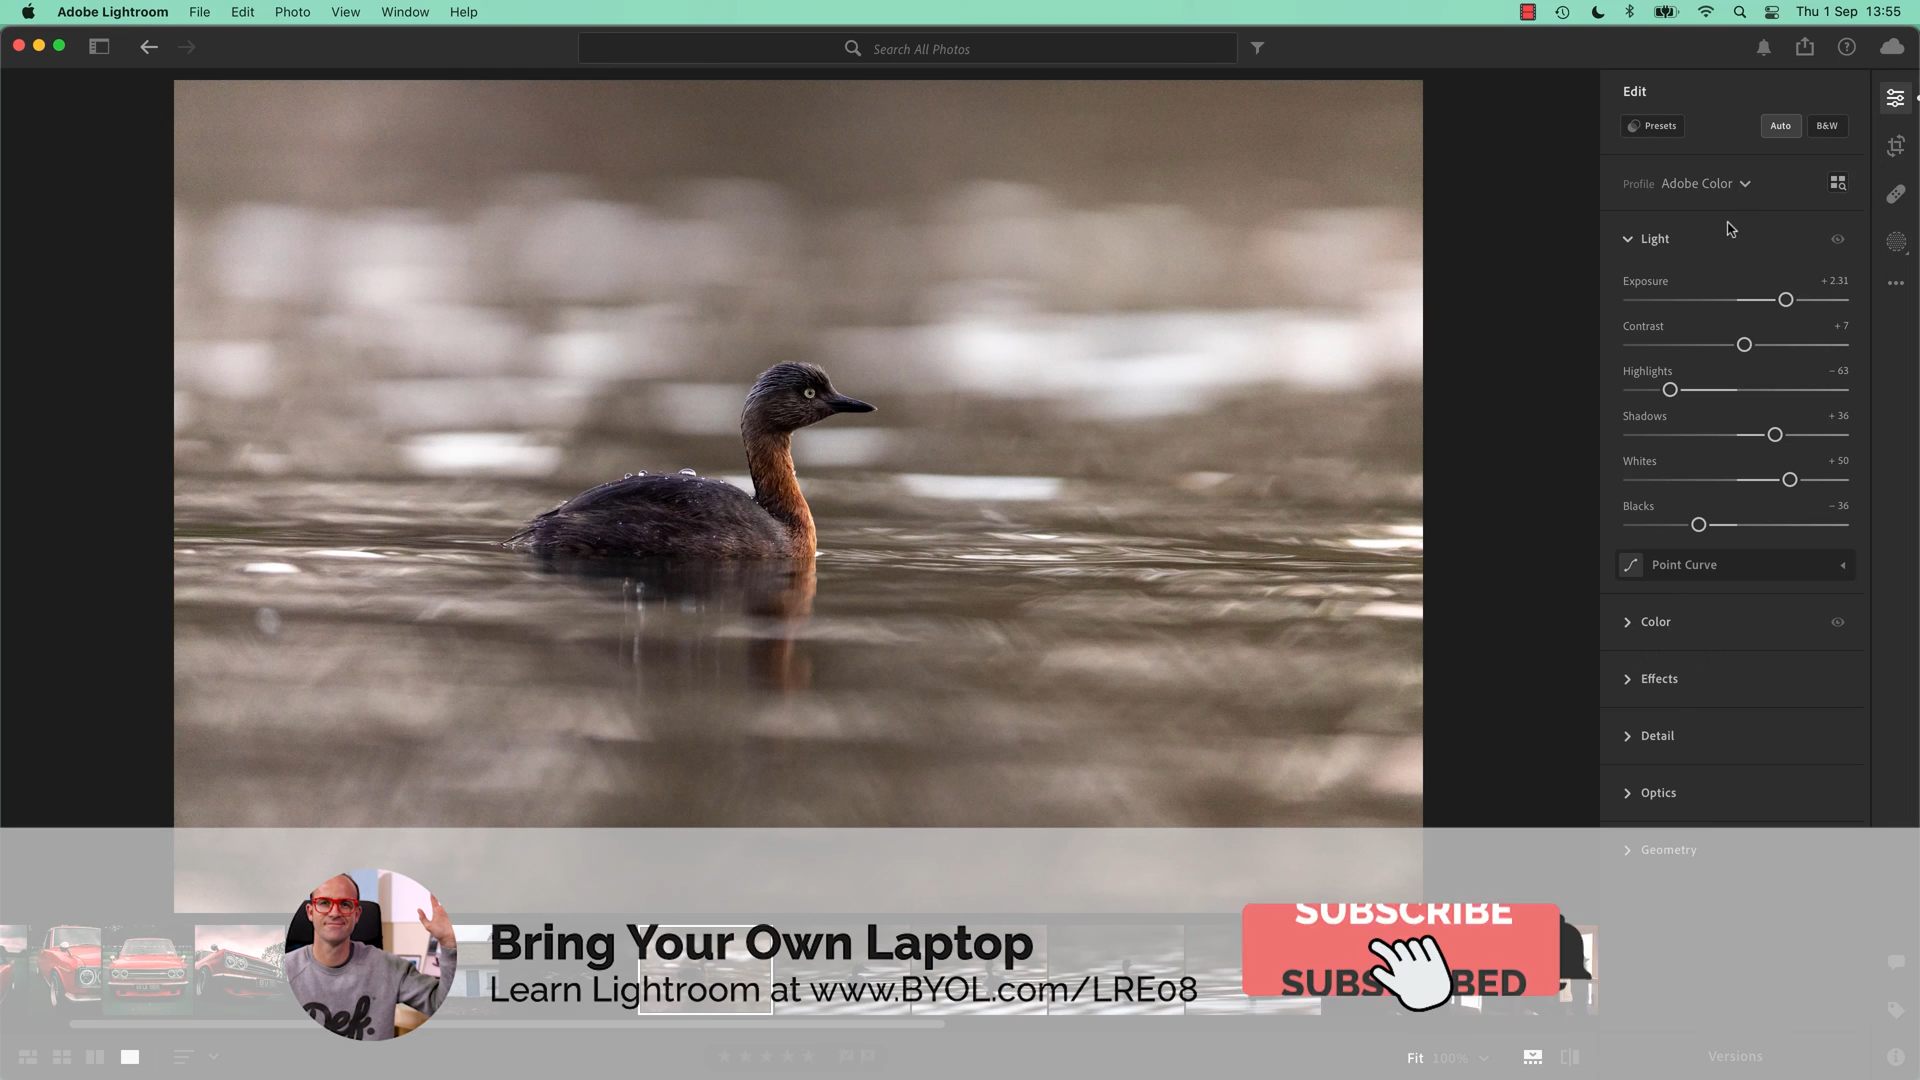 Adobe Lightroom File Edit Photo View Window Help Thu 1 Sep 13:55
Search All Photos
Edit
Presets Auto B&W
Profile Adobe Color
Light
Exposure + 2.31
Contrast + 7
Highlights − 63
Shadows + 36
Whites + 50
Blacks − 36
Point Curve
Color
Effects
Detail
Optics
Geometry
Bring Your Own Laptop
Learn Lightroom at www.BYOL.com/LRE08
SUBSCRIBE
Def.
Fit 100% Versions